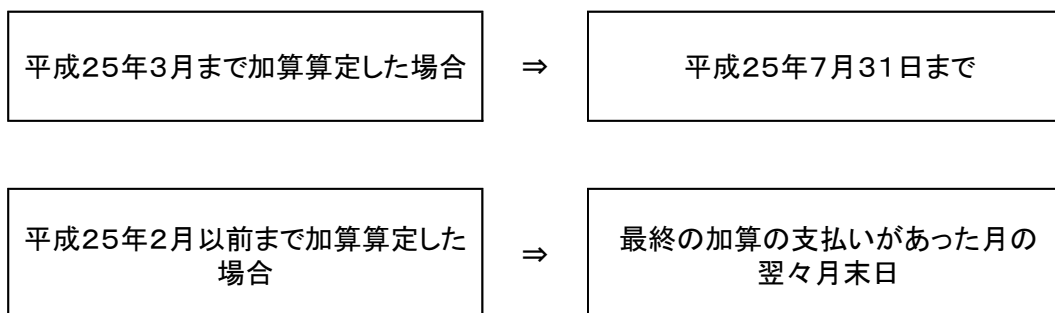 平成25年3月まで加算算定した場合
⇒
平成25年7月31日まで
平成25年2月以前まで加算算定した
場合
⇒
最終の加算の支払いがあった月の
翌々月末日